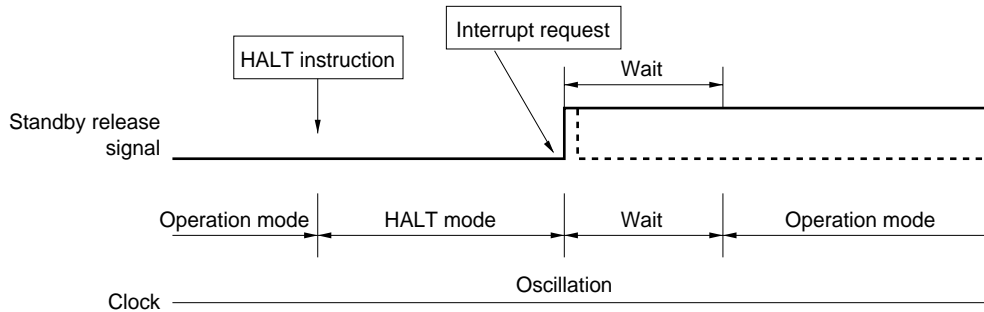 Interrupt request
HALT instruction
Wait
Standby release
signal
Operation mode
HALT mode
Wait
Operation mode
Oscillation
Clock